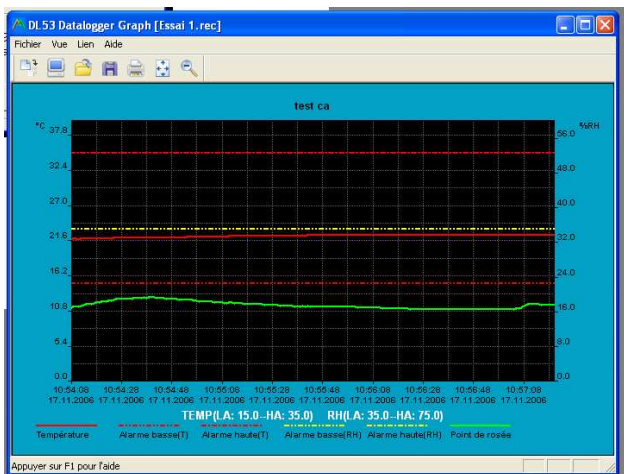 DL53 Datalogger Graph [Essai 1.rec]
Fichier Vue Lien Aide
test ca
°C %RH
37.8 56.0
32.4 48.0
27.0 40.0
21.6 32.0
16.2 24.0
10.8 16.0
5.4 8.0
0.0 0.0
10:54:08 10:54:28 10:54:48 10:55:08 10:55:28 10:55:48 10:56:08 10:56:28 10:56:48 10:57:08
17.11.2006 17.11.2006 17.11.2006 17.11.2006 17.11.2006 17.11.2006 17.11.2006 17.11.2006 17.11.2006 17.11.2006
TEMP(LA: 15.0--HA: 35.0) RH(LA: 35.0--HA: 75.0)
Température Alarme basse(T) Alarme haute(T) Alarme basse(RH) Alarme haute(RH) Point de rosée
Appuyer sur F1 pour l'aide